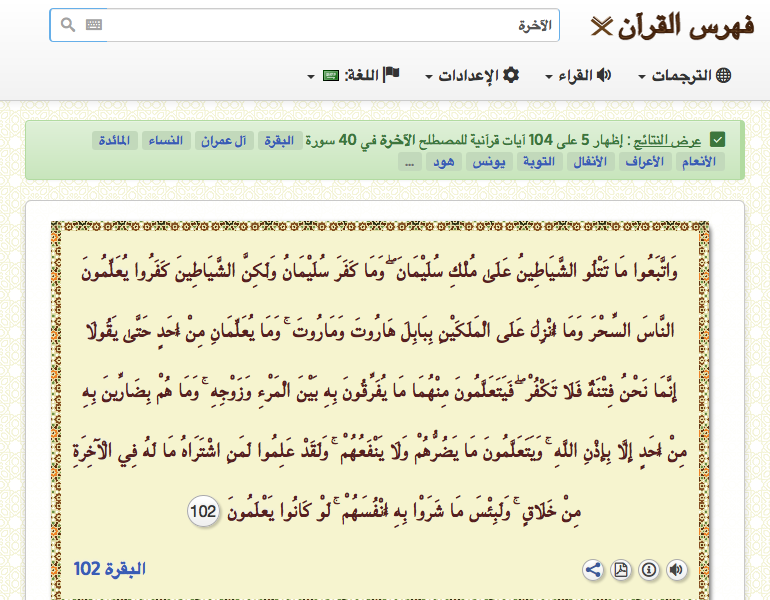 فهرس القرآن
الآخرة
الترجمات القراء الإعدادات اللغة:
عرض النتائج : إظهار 5 على 104 آيات قرآنية للمصطلح الآخرة في 40 سورة البقرة آل عمران النساء المائدة
الأنعام الأعراف الأنفال التوبة يونس هود ...
وَاتَّبَعُوا مَا تَتْلُو الشَّيَاطِينُ عَلَىٰ مُلْكِ سُلَيْمَانَ ۖ وَمَا كَفَرَ سُلَيْمَانُ وَلَٰكِنَّ الشَّيَاطِينَ كَفَرُوا يُعَلِّمُونَ
النَّاسَ السِّحْرَ وَمَا أُنْزِلَ عَلَى الْمَلَكَيْنِ بِبَابِلَ هَارُوتَ وَمَارُوتَ ۚ وَمَا يُعَلِّمَانِ مِنْ أَحَدٍ حَتَّىٰ يَقُولَا
إِنَّمَا نَحْنُ فِتْنَةٌ فَلَا تَكْفُرْ ۖ فَيَتَعَلَّمُونَ مِنْهُمَا مَا يُفَرِّقُونَ بِهِ بَيْنَ الْمَرْءِ وَزَوْجِهِ ۚ وَمَا هُمْ بِضَارِّينَ بِهِ
مِنْ أَحَدٍ إِلَّا بِإِذْنِ اللَّهِ ۚ وَيَتَعَلَّمُونَ مَا يَضُرُّهُمْ وَلَا يَنْفَعُهُمْ ۚ وَلَقَدْ عَلِمُوا لَمَنِ اشْتَرَاهُ مَا لَهُ فِي الْآخِرَةِ
مِنْ خَلَاقٍ ۚ وَلَبِئْسَ مَا شَرَوْا بِهِ أَنْفُسَهُمْ ۚ لَوْ كَانُوا يَعْلَمُونَ 102
البقرة 102